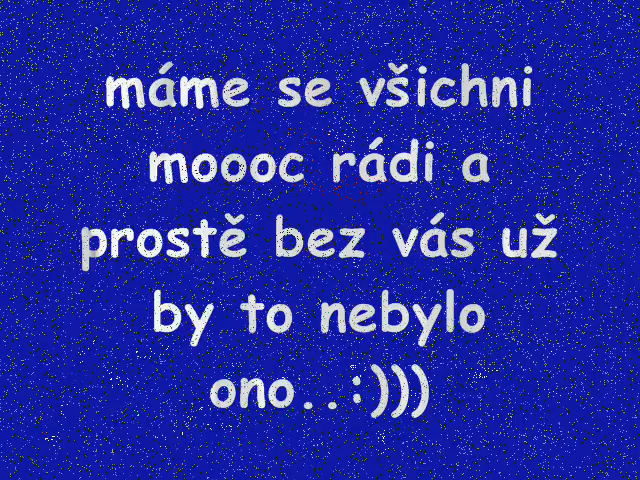 máme se všichni
moooc rádi a
prostě bez vás už
by to nebylo
ono..:)))